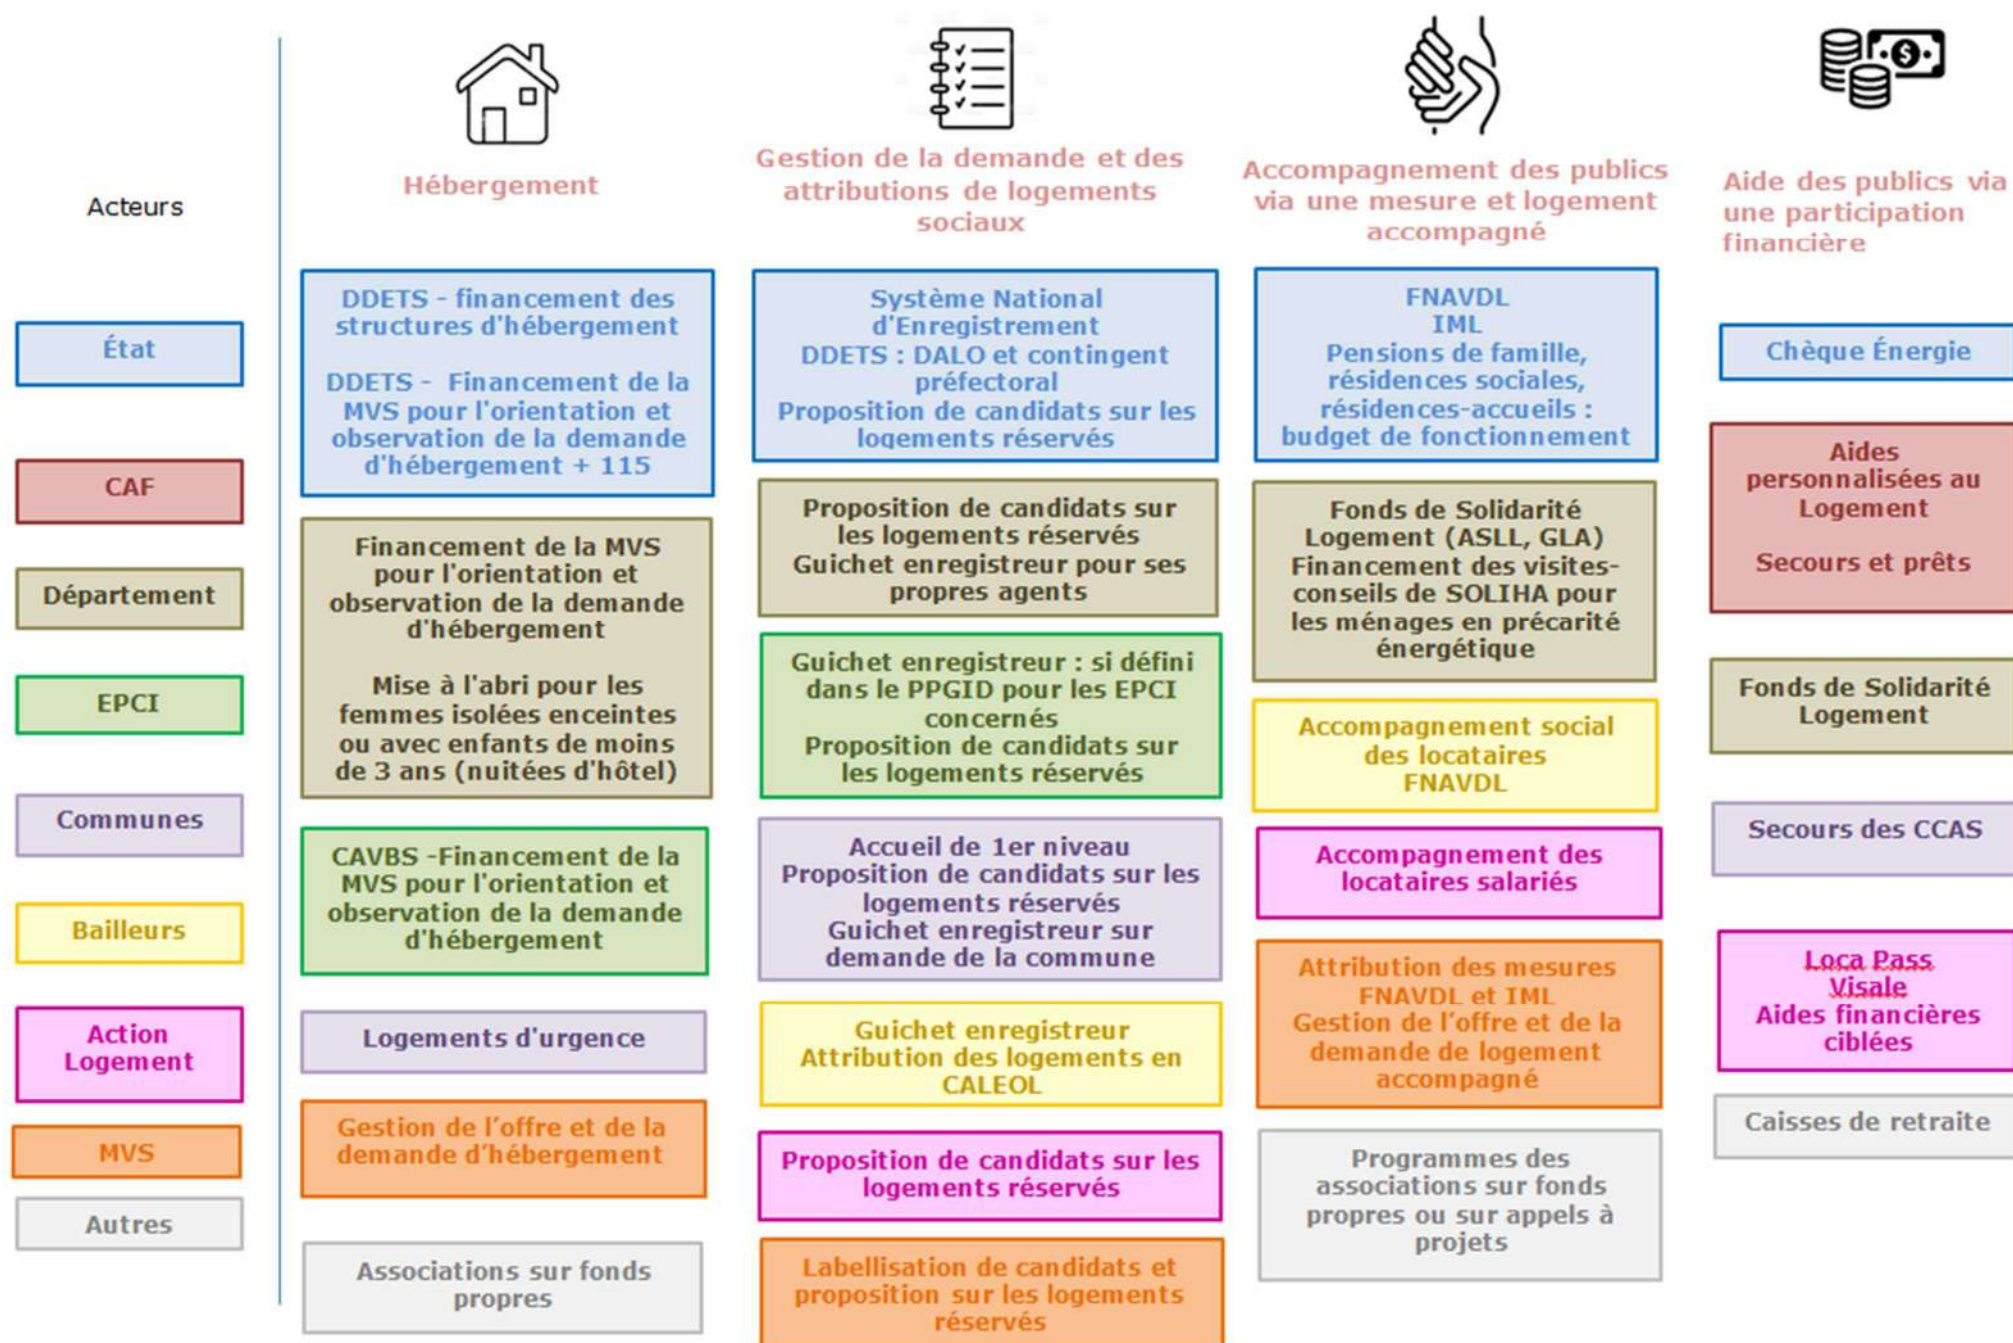 Acteurs
État
CAF
Département
EPCI
Communes
Bailleurs
Action
Logement
MVS
Autres
Hébergement
DDETS - financement des
structures d'hébergement
DDETS - Financement de la
MVS pour l'orientation et
observation de la demande
d'hébergement + 115
Financement de la MVS
pour l'orientation et
observation de la demande
d'hébergement
Mise à l'abri pour les
femmes isolées enceintes
ou avec enfants de moins
de 3 ans (nuitées d'hôtel)
CAVBS -Financement de la
MVS pour l'orientation et
observation de la demande
d'hébergement
Logements d'urgence
Gestion de l’offre et de la
demande d’hébergement
Associations sur fonds
propres
Gestion de la demande et des
attributions de logements
sociaux
Système National
d'Enregistrement
DDETS : DALO et contingent
préfectoral
Proposition de candidats sur les
logements réservés
Proposition de candidats sur
les logements réservés
Guichet enregistreur pour ses
propres agents
Guichet enregistreur : si défini
dans le PPGID pour les EPCI
concernés
Proposition de candidats sur
les logements réservés
Accueil de 1er niveau
Proposition de candidats sur les
logements réservés
Guichet enregistreur sur
demande de la commune
Guichet enregistreur
Attribution des logements en
CALEOL
Proposition de candidats sur les
logements réservés
Labellisation de candidats et
proposition sur les logements
réservés
Accompagnement des publics
via une mesure et logement
accompagné
FNAVDL
IML
Pensions de famille,
résidences sociales,
résidences-accueils :
budget de fonctionnement
Fonds de Solidarité
Logement (ASLL, GLA)
Financement des visites-
conseils de SOLIHA pour
les ménages en précarité
énergétique
Accompagnement social
des locataires
FNAVDL
Accompagnement des
locataires salariés
Attribution des mesures
FNAVDL et IML
Gestion de l’offre et de la
demande de logement
accompagné
Programmes des
associations sur fonds
propres ou sur appels à
projets
Aide des publics via
une participation
financière
Chèque Énergie
Aides
personnalisées au
Logement
Secours et prêts
Fonds de Solidarité
Logement
Secours des CCAS
Loca Pass
Visale
Aides financières
ciblées
Caisses de retraite